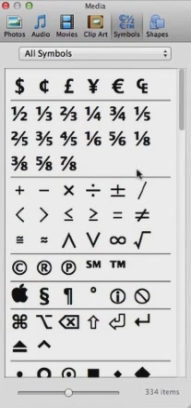 Media
Photos Audio Movies Clip Art Symbols Shapes
All Symbols
$ ¢ £ ¥ €
½ ⅓ ⅔ ¼ ¾ ⅕
⅖ ⅗ ⅘ ⅙ ⅚ ⅛
⅜ ⅝ ⅞
+ − × ÷ ± /
< > ≤ ≥ = ≠
≅ ≈ ∧ ∨ ∞ √
© ® ℗ ℠ ™
 § ¶ ° ⓘ ⃠
⌘ ⌥ ⌫ ⇧ ⏎ ↵
⏏ ⌃
334 items